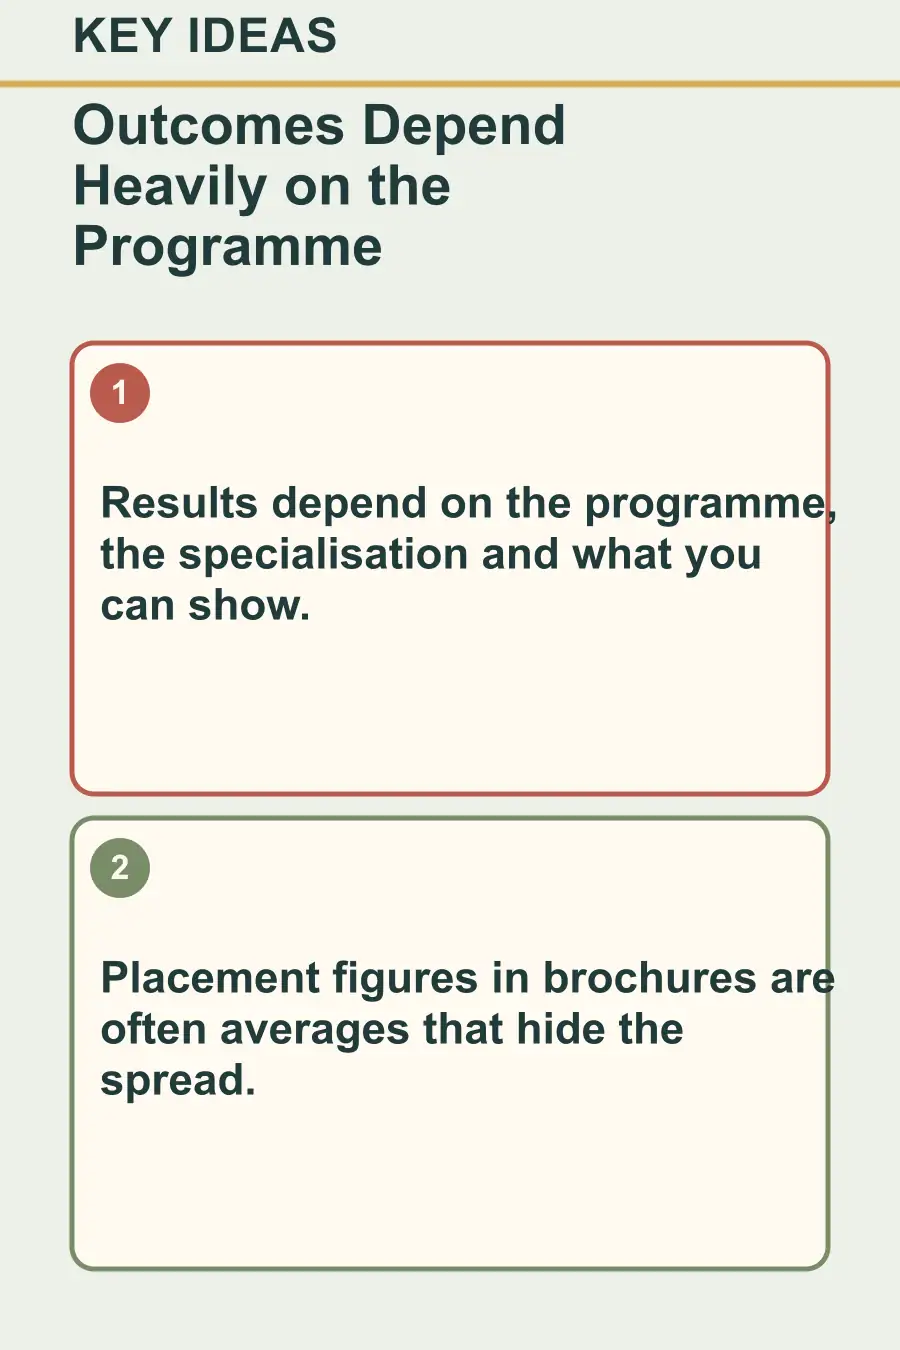 KEY IDEAS
Outcomes Depend
Heavily on the
Programme
1
Results depend on the programme,
the specialisation and what you
can show.
2
Placement figures in brochures are
often averages that hide the
spread.